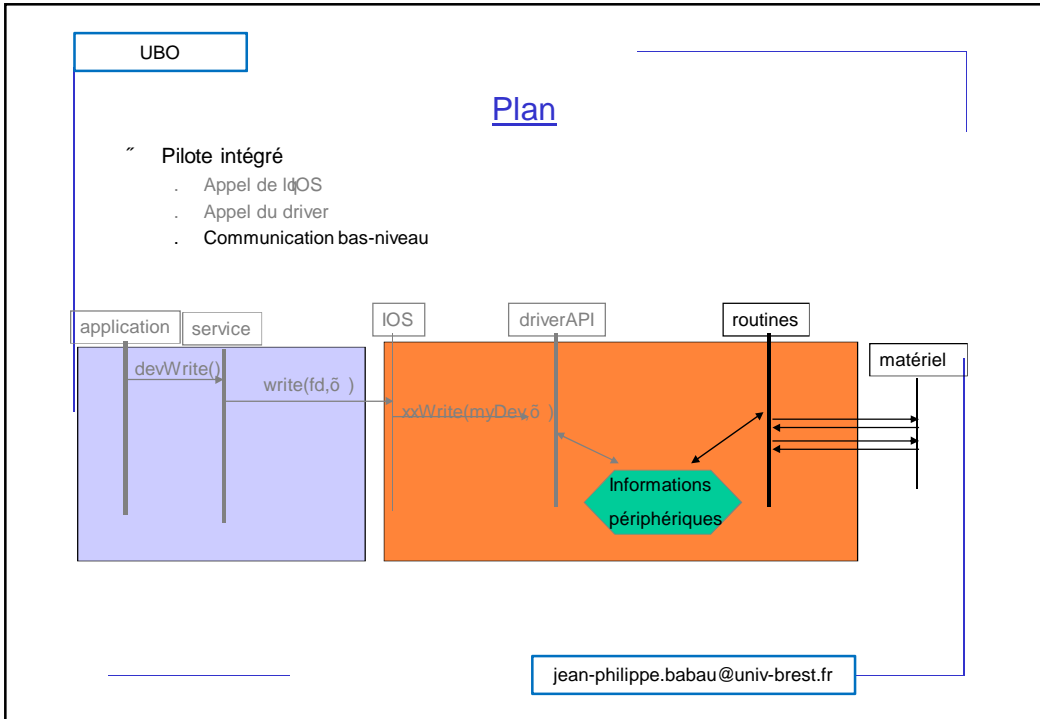 UBO
Plan
˝ Pilote intégré
. Appel de lqIOS
. Appel du driver
. Communication bas-niveau
application
service
IOS
driverAPI
routines
matériel
devWrite()
write(fd,õ )
xxWrite(myDev,õ )
Informations
périphériques
jean-philippe.babau@univ-brest.fr